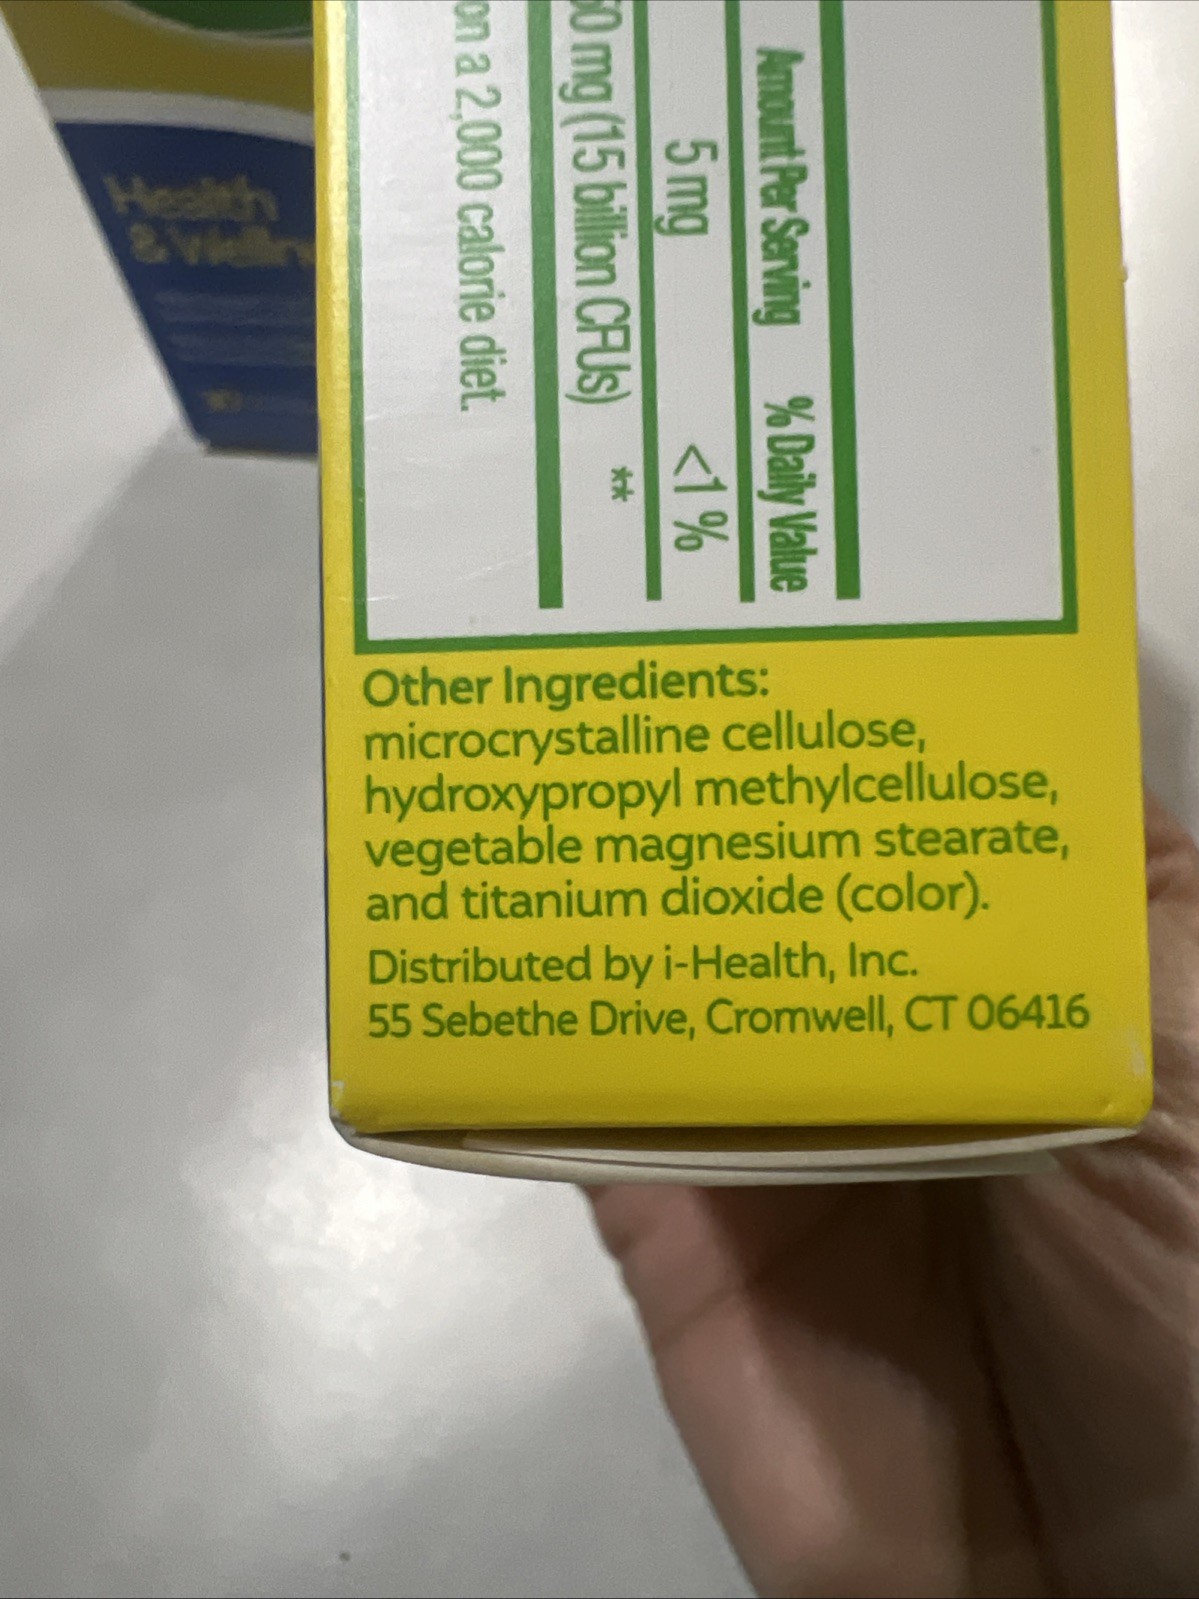 Amount Per Serving % Daily Value
5 mg <1 %
0 mg (15 billion CFUs) **
on a 2,000 calorie diet.
Other Ingredients:
microcrystalline cellulose,
hydroxypropyl methylcellulose,
vegetable magnesium stearate,
and titanium dioxide (color).
Distributed by i-Health, Inc.
55 Sebethe Drive, Cromwell, CT 06416
Health
&